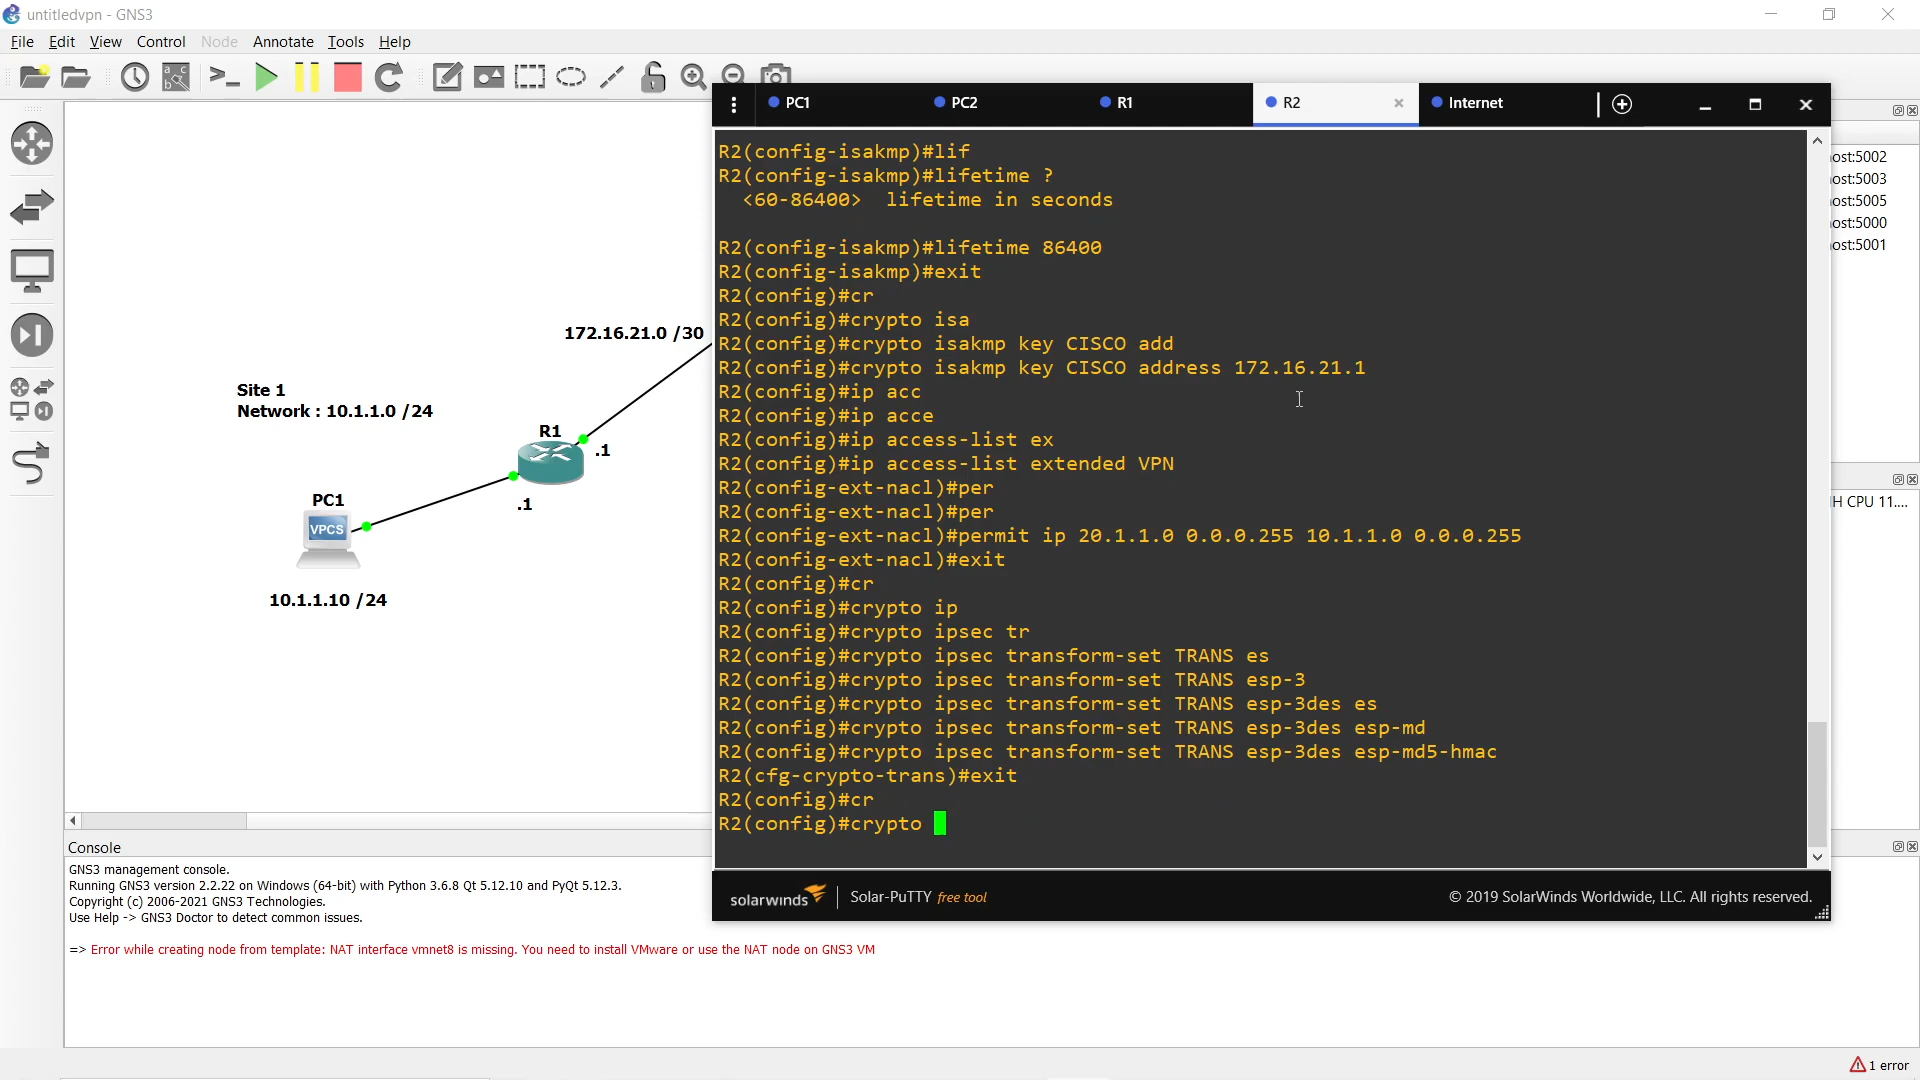 untitledvpn - GNS3
File Edit View Control Node Annotate Tools Help
PC1 PC2 R1 R2 Internet
R2(config-isakmp)#lif
R2(config-isakmp)#lifetime ?
<60-86400> lifetime in seconds
R2(config-isakmp)#lifetime 86400
R2(config-isakmp)#exit
R2(config)#cr
R2(config)#crypto isa
R2(config)#crypto isakmp key CISCO add
R2(config)#crypto isakmp key CISCO address 172.16.21.1
R2(config)#ip acc
R2(config)#ip acce
R2(config)#ip access-list ex
R2(config)#ip access-list extended VPN
R2(config-ext-nacl)#per
R2(config-ext-nacl)#per
R2(config-ext-nacl)#permit ip 20.1.1.0 0.0.0.255 10.1.1.0 0.0.0.255
R2(config-ext-nacl)#exit
R2(config)#cr
R2(config)#crypto ip
R2(config)#crypto ipsec tr
R2(config)#crypto ipsec transform-set TRANS es
R2(config)#crypto ipsec transform-set TRANS esp-3
R2(config)#crypto ipsec transform-set TRANS esp-3des es
R2(config)#crypto ipsec transform-set TRANS esp-3des esp-md
R2(config)#crypto ipsec transform-set TRANS esp-3des esp-md5-hmac
R2(cfg-crypto-trans)#exit
R2(config)#cr
R2(config)#crypto
solarwinds Solar-PuTTY free tool © 2019 SolarWinds Worldwide, LLC. All rights reserved.
172.16.21.0 /30
Site 1
Network : 10.1.1.0 /24
R1
.1
.1
PC1
VPCS
10.1.1.10 /24
ost:5002
ost:5003
ost:5005
ost:5000
ost:5001
H CPU 11....
Console
GNS3 management console.
Running GNS3 version 2.2.22 on Windows (64-bit) with Python 3.6.8 Qt 5.12.10 and PyQt 5.12.3.
Copyright (c) 2006-2021 GNS3 Technologies.
Use Help -> GNS3 Doctor to detect common issues.
=> Error while creating node from template: NAT interface vmnet8 is missing. You need to install VMware or use the NAT node on GNS3 VM
1 error